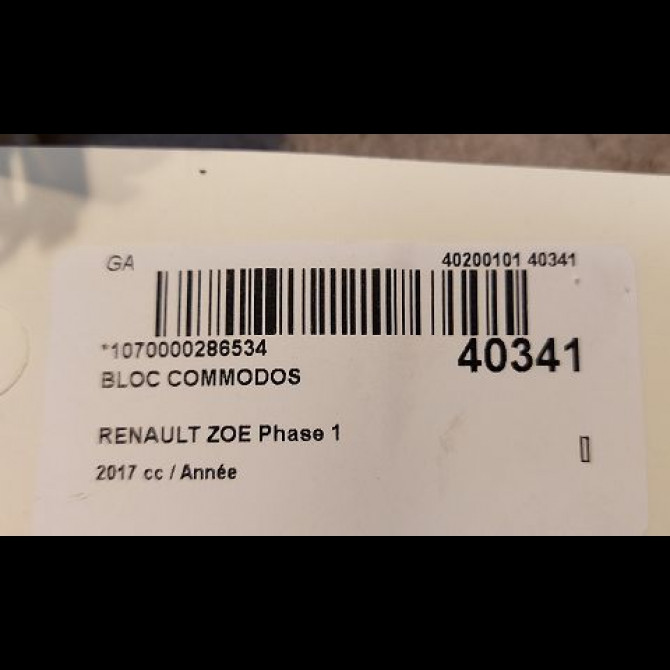 GA 40200101 40341
*1070000286534 40341
BLOC COMMODOS
RENAULT ZOE Phase 1
2017 cc / Année